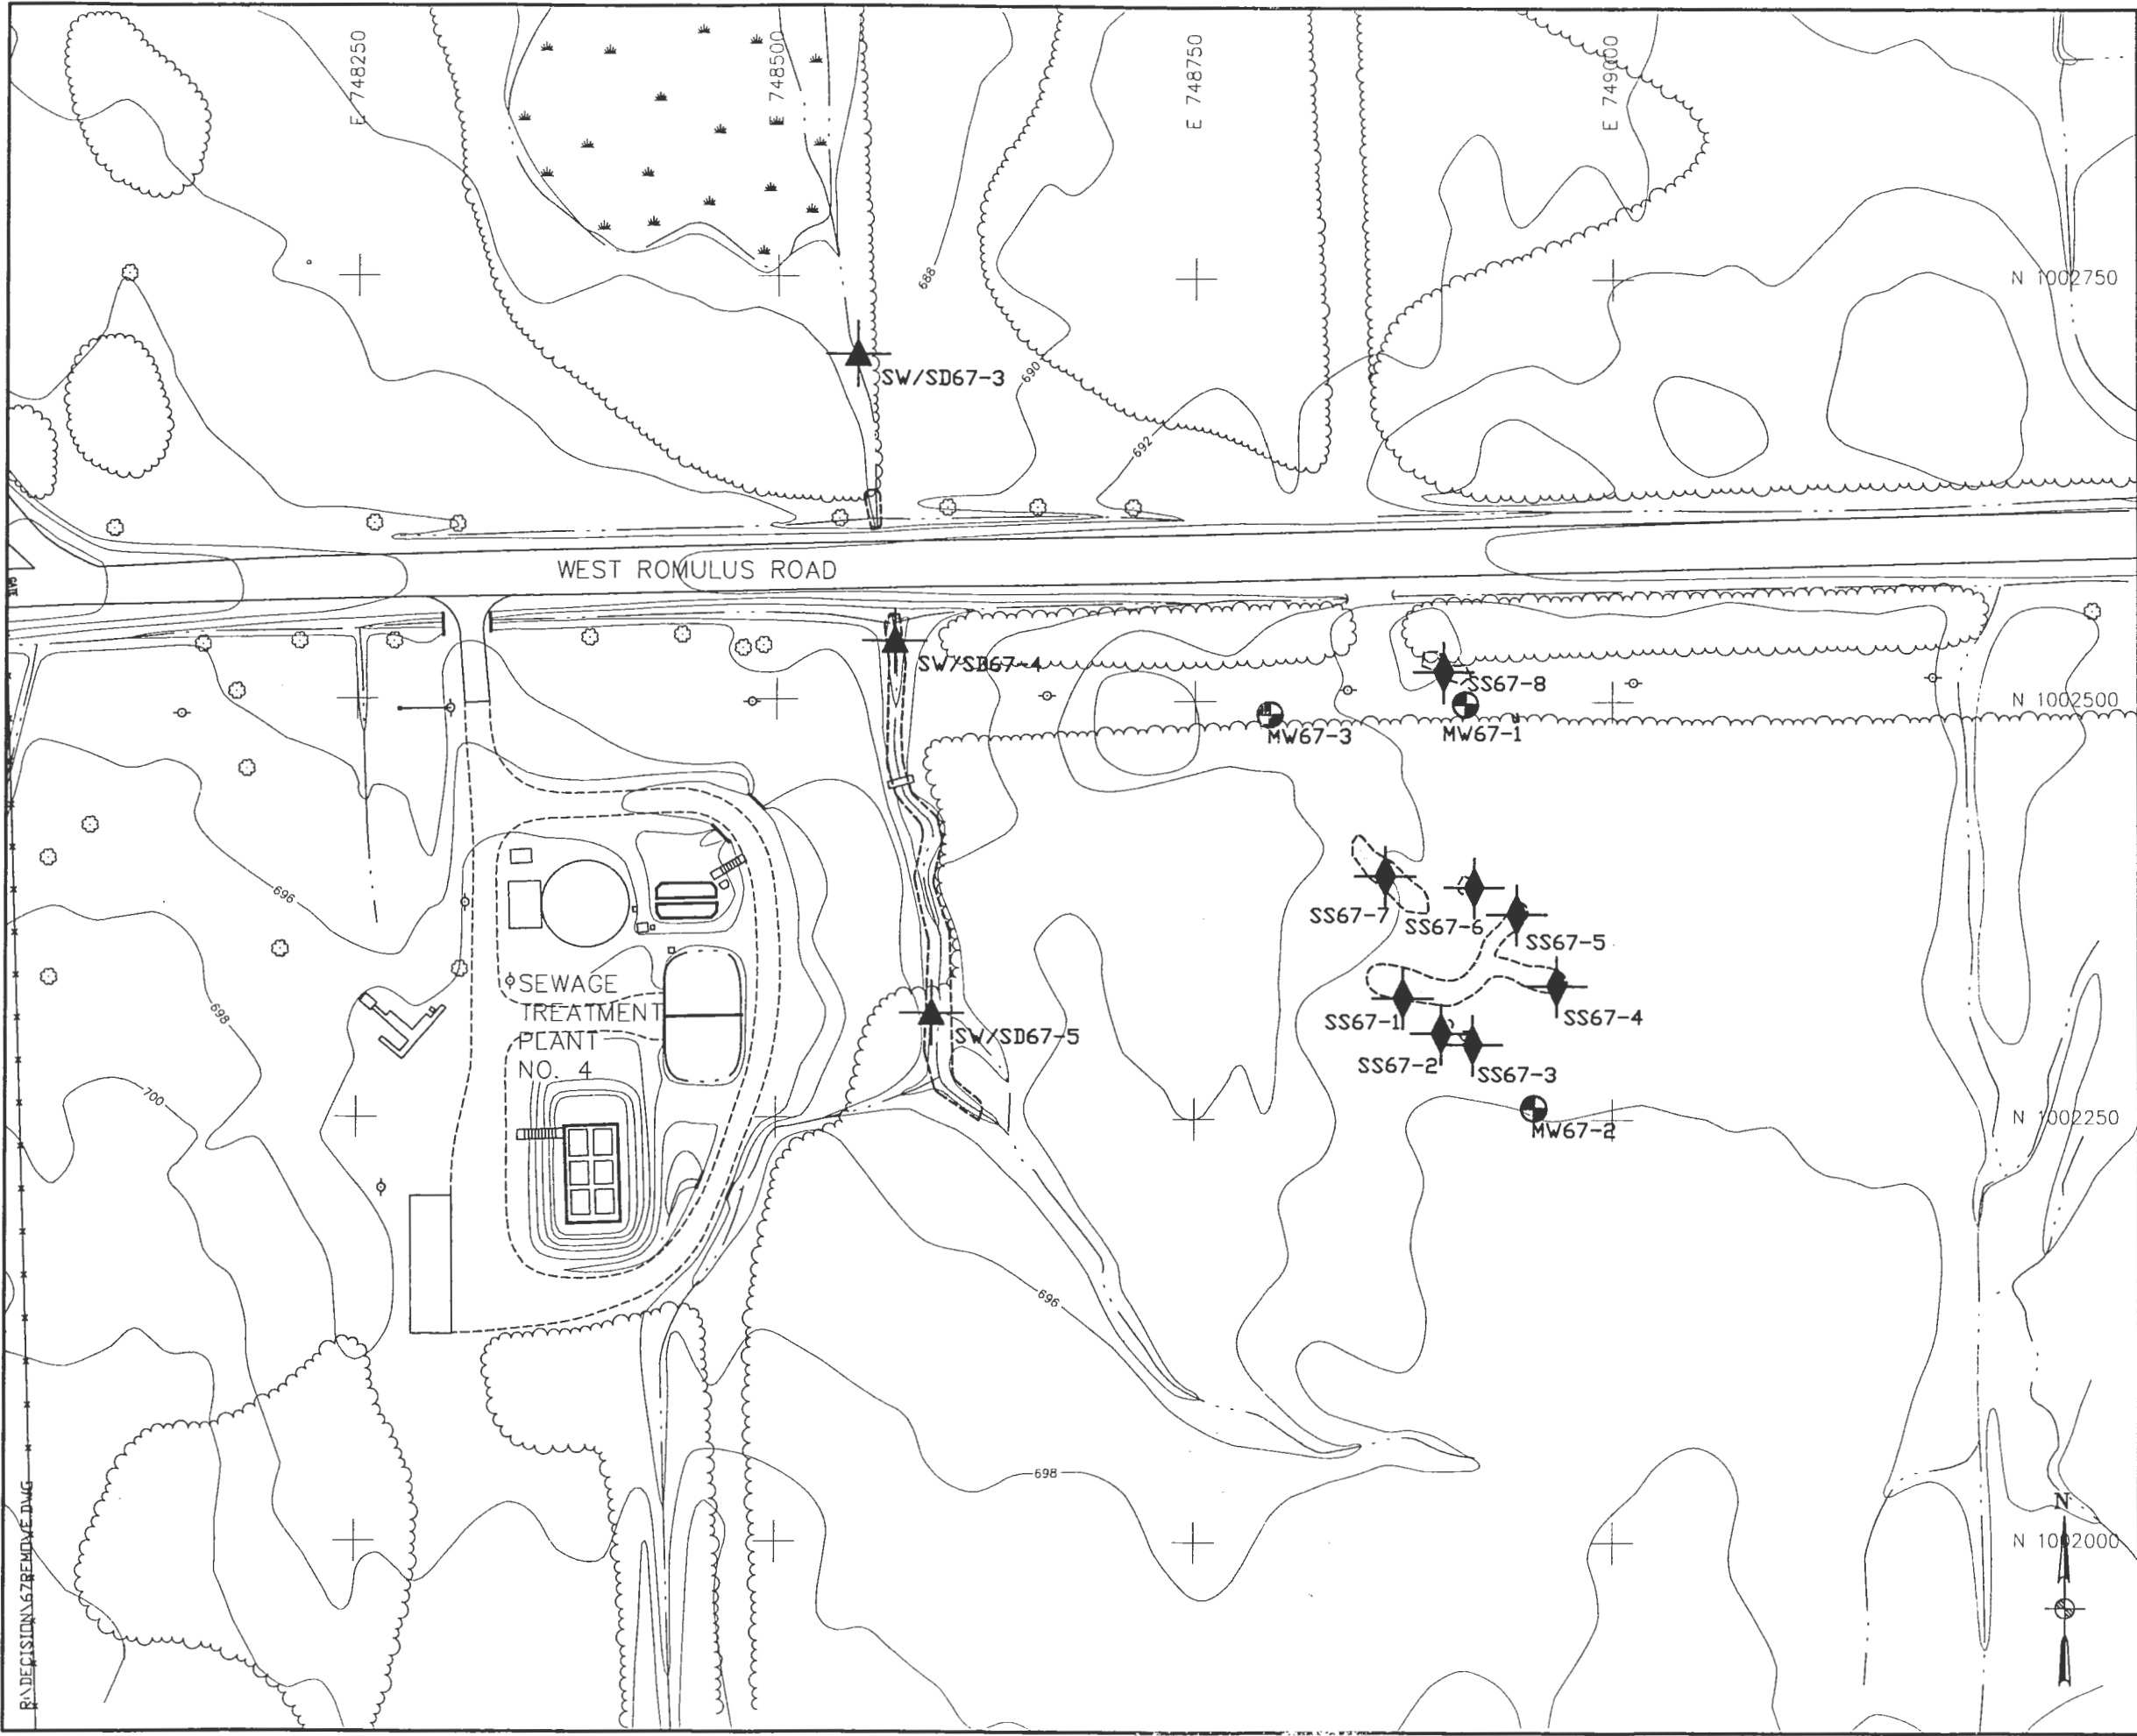 E 748250
E 748500
E 748750
E 749000
N 1002750
688
690
SW/SD67-3
692
WEST ROMULUS ROAD
SW/SD67-4
SS67-8
N 1002500
MW67-3
MW67-1
696
SS67-7
SS67-6
SS67-5
SEWAGE
TREATMENT
PLANT
NO. 4
698
SW/SD67-5
SS67-1
SS67-4
SS67-2
SS67-3
700
N 1002250
MW67-2
696
698
N
N 1002000
R:\DECISION\67REMOVE.DWG